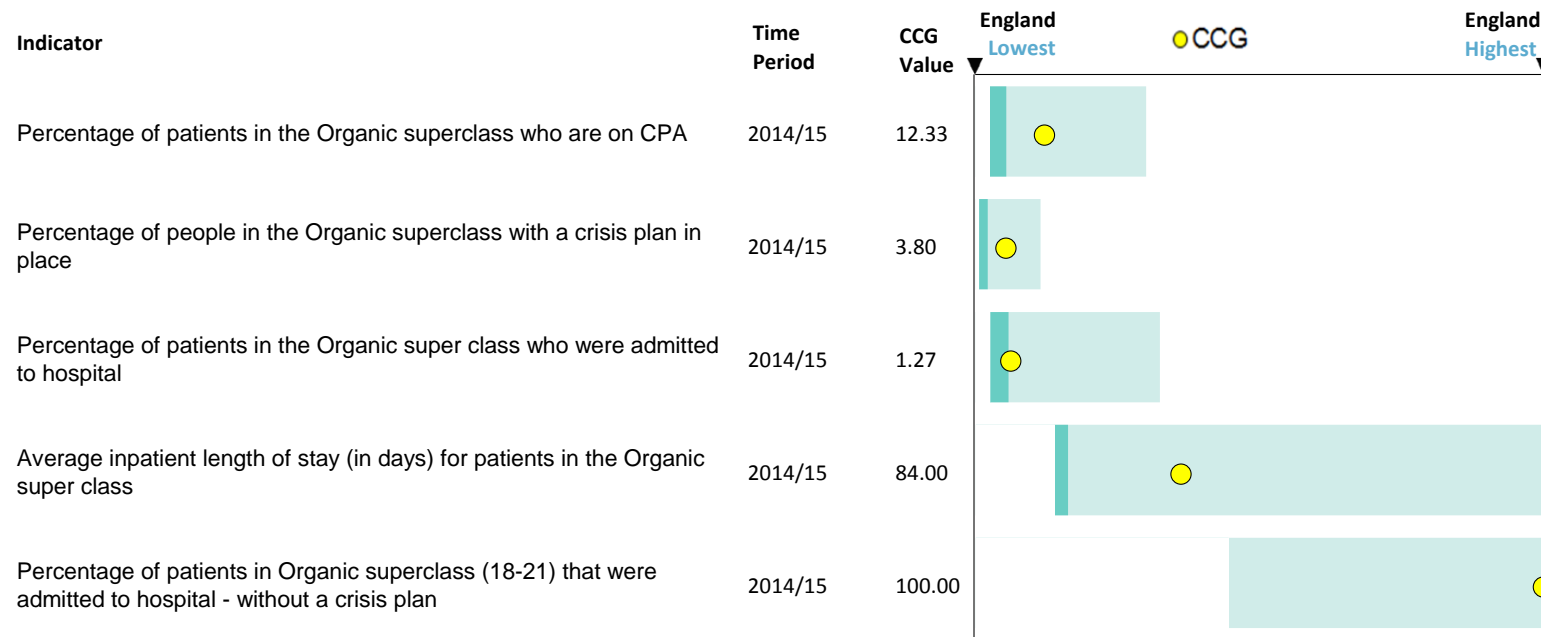 Indicator
Time
Period
CCG
Value
England
Lowest
CCG
England
Highest
Percentage of patients in the Organic superclass who are on CPA
2014/15
12.33
Percentage of people in the Organic superclass with a crisis plan in
place
2014/15
3.80
Percentage of patients in the Organic super class who were admitted
to hospital
2014/15
1.27
Average inpatient length of stay (in days) for patients in the Organic
super class
2014/15
84.00
Percentage of patients in Organic superclass (18-21) that were
admitted to hospital - without a crisis plan
2014/15
100.00